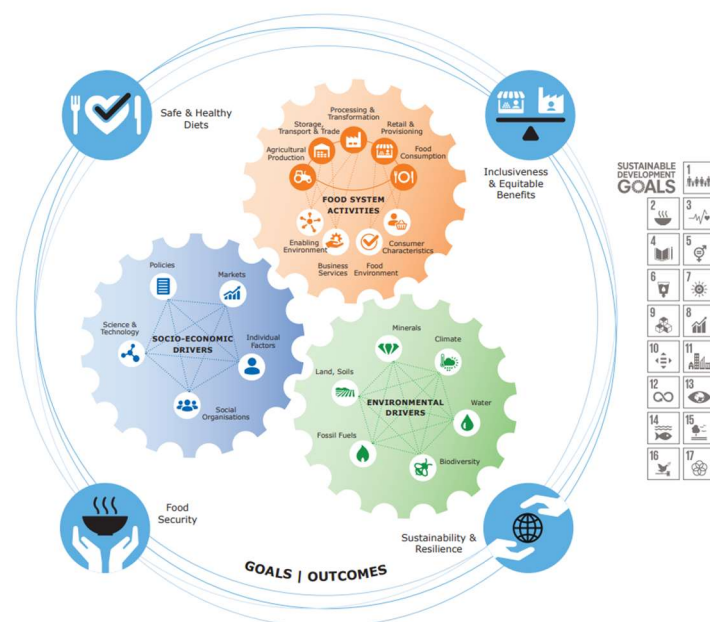 Safe & Healthy
Diets
Inclusiveness
& Equitable
Benefits
Processing &
Transformation
Storage,
Transport & Trade
Retail &
Provisioning
Agricultural
Production
Food
Consumption
FOOD SYSTEM
ACTIVITIES
Enabling
Environment
Business
Services
Food
Environment
Consumer
Characteristics
Policies
Markets
Science &
Technology
SOCIO-ECONOMIC
DRIVERS
Individual
Factors
Social
Organisations
Minerals
Climate
Land, Soils
ENVIRONMENTAL
DRIVERS
Water
Fossil Fuels
Biodiversity
Food
Security
Sustainability &
Resilience
GOALS | OUTCOMES
SUSTAINABLE
DEVELOPMENT
GOALS
1
2
3
4
5
6
7
9
8
10
11
12
13
14
15
16
17